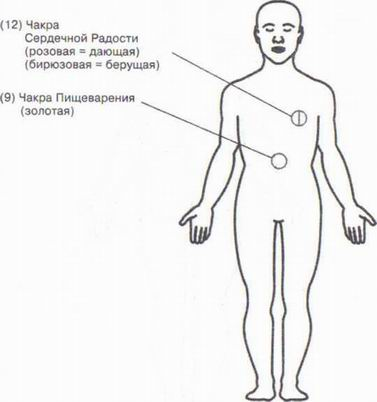 (12) Чакра
Сердечной Радости
(розовая = дающая)
(бирюзовая = берущая)
(9) Чакра Пищеварения
(золотая)